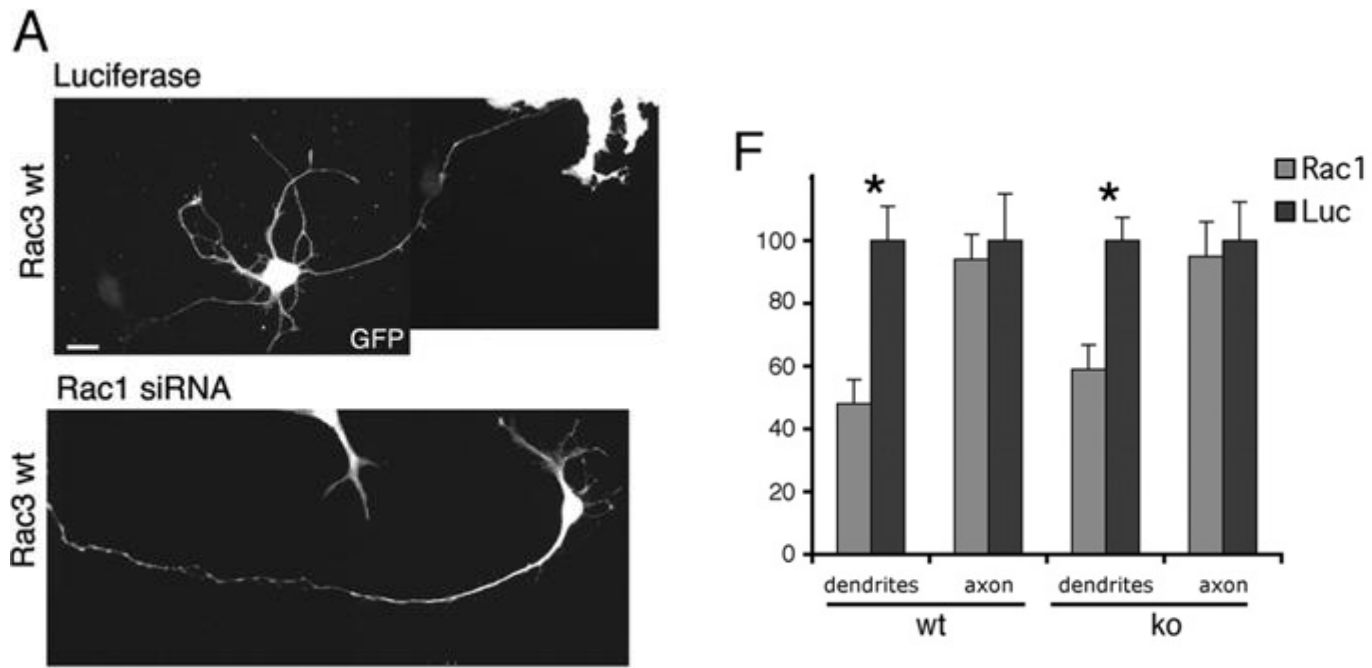 A
Luciferase
Rac3 wt
GFP
Rac1 siRNA
Rac3 wt
F
Rac1
Luc
100
80
60
40
20
0
dendrites axon dendrites axon
wt ko
* *